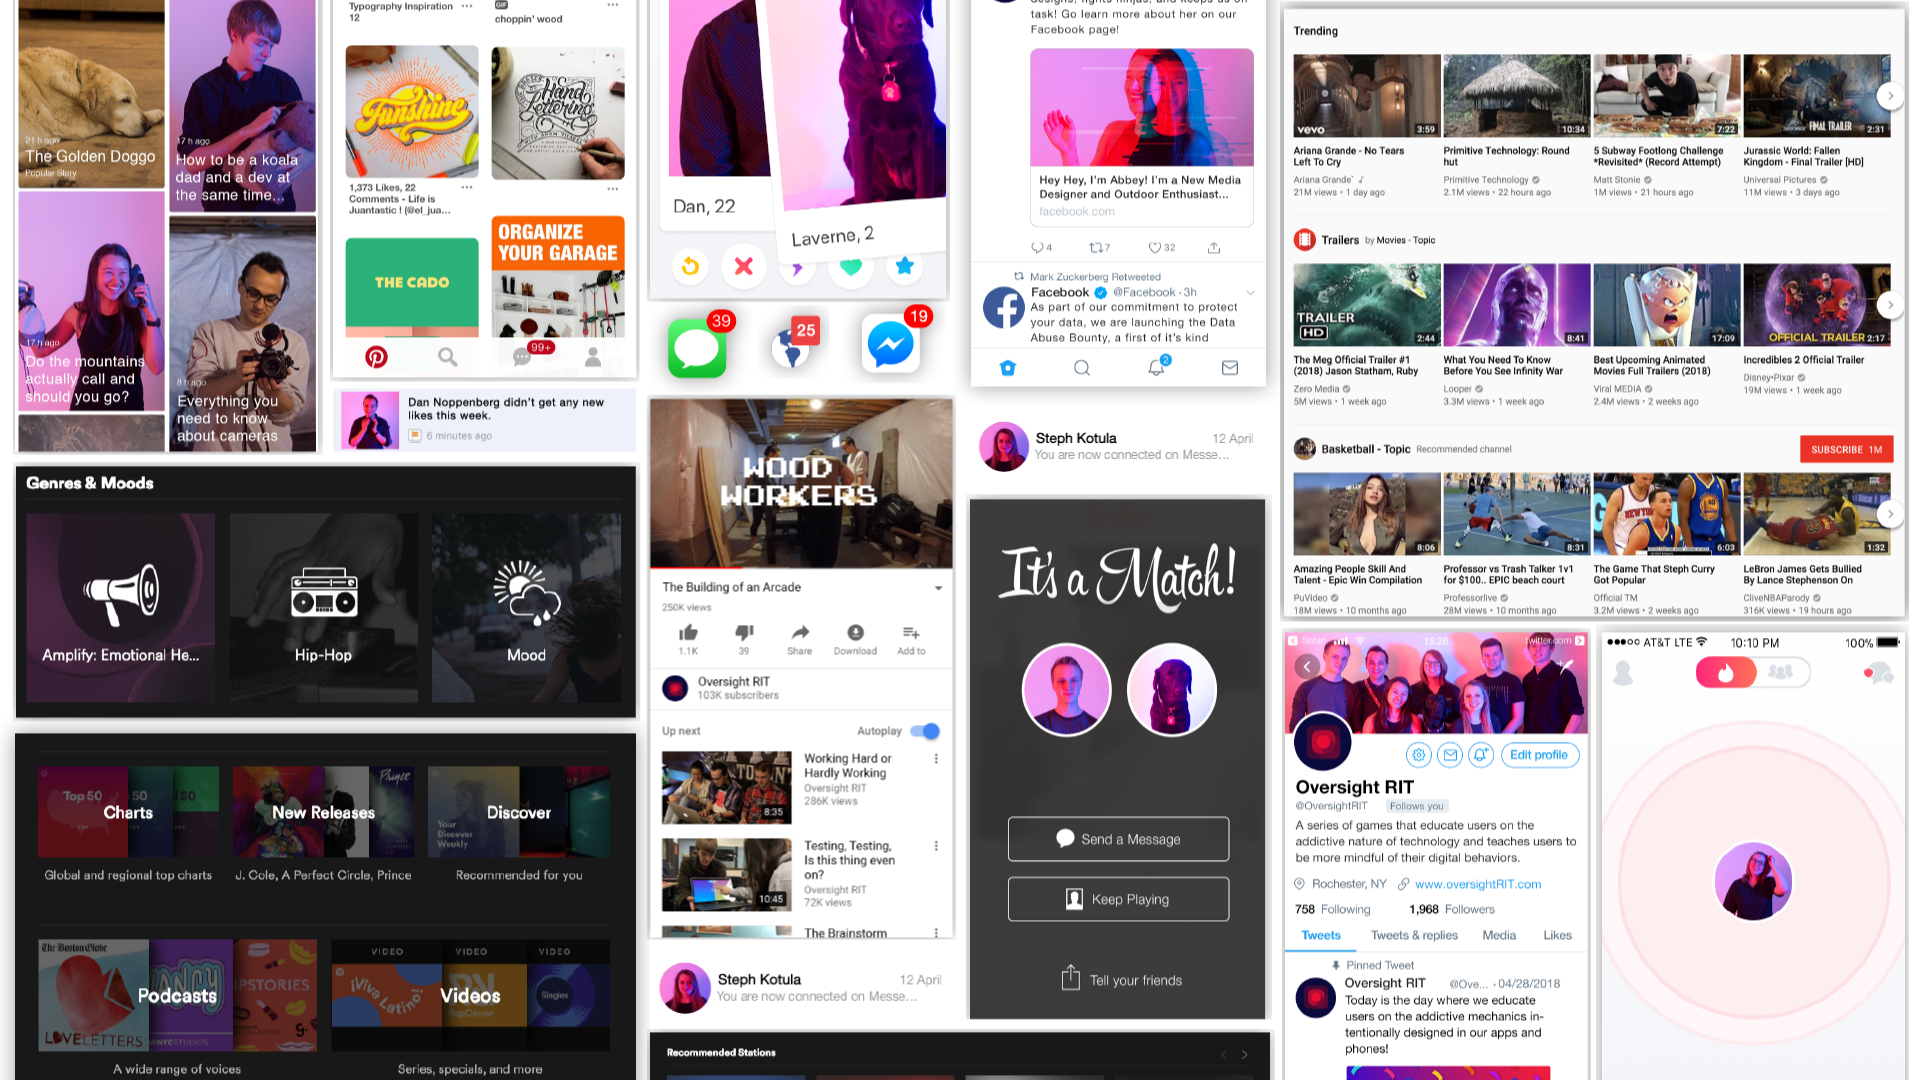 21 h ago
The Golden Doggo
Popular Story
17 h ago
How to be a koala
dad and a dev at
the same time...
17 h ago
Do the mountains
actually call and
should you go?
8 h ago
Everything you
need to know
about cameras
Typography Inspiration
12
GIF
choppin' wood
Funshine
Hand
Lettering
1,373 Likes, 22
Comments - Life is
Juantastic ! (@el_jua...
THE CADO
ORGANIZE
YOUR GARAGE
99+
Dan Noppenberg didn't get any new
likes this week.
6 minutes ago
Genres & Moods
Amplify: Emotional He...
Hip-Hop
Mood
Top 50
50
Charts
New Releases
Prince
Your
Discover
Weekly
Discover
Global and regional top charts
J. Cole, A Perfect Circle, Prince
Recommended for you
The Boston Globe
LOVE LETTERS
WNYC STUDIOS
Podcasts
VIDEO
VIDEO
VIDEO
¡Viva Latino!
RapCaviar
Singles
Videos
A wide range of voices
Series, specials, and more
Dan, 22
Laverne, 2
39
25
19
WOOD
WORKERS
The Building of an Arcade
250K views
1.1K
39
Share
Download
Add to
Oversight RIT
103K subscribers
Up next
Autoplay
Working Hard or
Hardly Working
Oversight RIT
286K views
8:35
Testing, Testing,
Is this thing even
on?
Oversight RIT
72K views
10:45
The Brainstorm
Steph Kotula
12 April
You are now connected on Messe...
Recommended Stations
task! Go learn more about her on our
Facebook page!
Hey Hey, I'm Abbey! I'm a New Media
Designer and Outdoor Enthusiast...
facebook.com
4
7
32
Mark Zuckerberg Retweeted
Facebook @Facebook · 3h
As part of our commitment to protect
your data, we are launching the Data
Abuse Bounty, a first of it's kind
2
Steph Kotula
12 April
You are now connected on Messe...
It's a Match!
Send a Message
Keep Playing
Tell your friends
Trending
vevo
3:59
10:34
7:22
FINAL TRAILER
2:31
Ariana Grande - No Tears
Left To Cry
Ariana Grande
21M views • 1 day ago
Primitive Technology: Round
hut
Primitive Technology
2.1M views • 22 hours ago
5 Subway Footlong Challenge
*Revisited* (Record Attempt)
Matt Stonie
1M views • 21 hours ago
Jurassic World: Fallen
Kingdom - Final Trailer [HD]
Universal Pictures
11M views • 3 days ago
Trailers by Movies - Topic
TRAILER
HD
2:44
8:41
17:09
OFFICIAL TRAILER 2:17
The Meg Official Trailer #1
(2018) Jason Statham, Ruby
Zero Media
5M views • 1 week ago
What You Need To Know
Before You See Infinity War
Looper
3.3M views • 1 week ago
Best Upcoming Animated
Movies Full Trailers (2018)
Viral MEDIA
2.4M views • 2 weeks ago
Incredibles 2 Official Trailer
Disney•Pixar
19M views • 1 week ago
Basketball - Topic Recommended channel
SUBSCRIBE 1M
8:06
8:31
6:03
1:32
Amazing People Skill And
Talent - Epic Win Compilation
PuVideo
18M views • 10 months ago
Professor vs Trash Talker 1v1
for $100.. EPIC beach court
Professorlive
28M views • 10 months ago
The Game That Steph Curry
Got Popular
Official TM
3.2M views • 2 weeks ago
LeBron James Gets Bullied
By Lance Stephenson On
CliveNBAParody
316K views • 19 hours ago
Safari
15:26
twitter.com
Edit profile
Oversight RIT
@OversightRIT Follows you
A series of games that educate users on the
addictive nature of technology and teaches users to
be more mindful of their digital behaviors.
Rochester, NY www.oversightRIT.com
758 Following 1,968 Followers
Tweets Tweets & replies Media Likes
Pinned Tweet
Oversight RIT @Ove... · 04/28/2018
Today is the day where we educate
users on the addictive mechanics in-
tentionally designed in our apps and
phones!
AT&T LTE 10:10 PM 100%